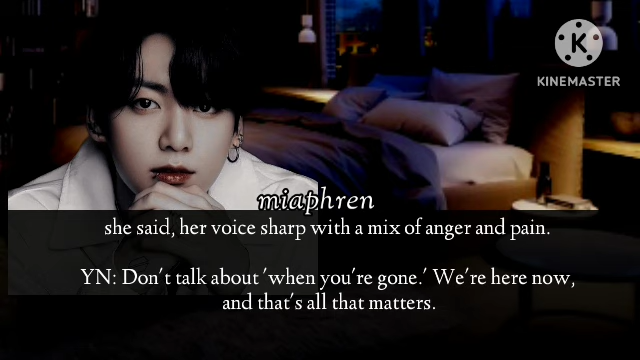 K
KINEMASTER
miaphren
she said, her voice sharp with a mix of anger and pain.
YN: Don't talk about 'when you're gone.' We're here now,
and that's all that matters.